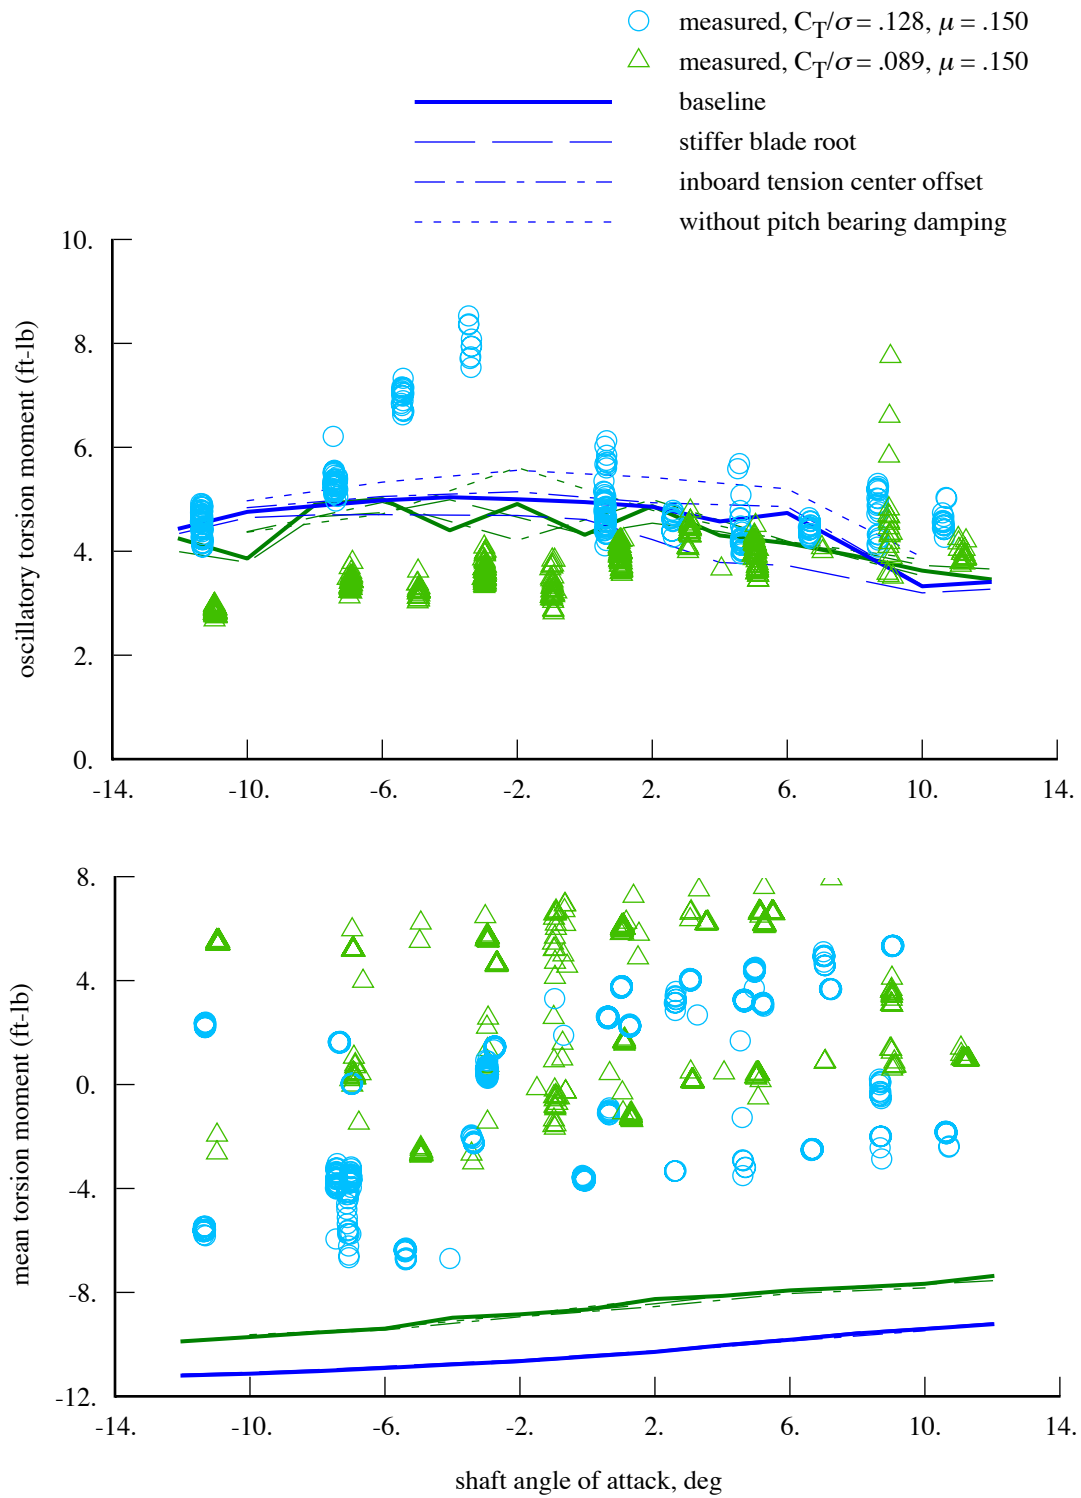 measured, C_T/σ = .128, μ = .150
measured, C_T/σ = .089, μ = .150
baseline
stiffer blade root
inboard tension center offset
without pitch bearing damping
10.
8.
6.
4.
2.
0.
oscillatory torsion moment (ft-lb)
-14. -10. -6. -2. 2. 6. 10. 14.
8.
4.
0.
-4.
-8.
-12.
mean torsion moment (ft-lb)
-14. -10. -6. -2. 2. 6. 10. 14.
shaft angle of attack, deg